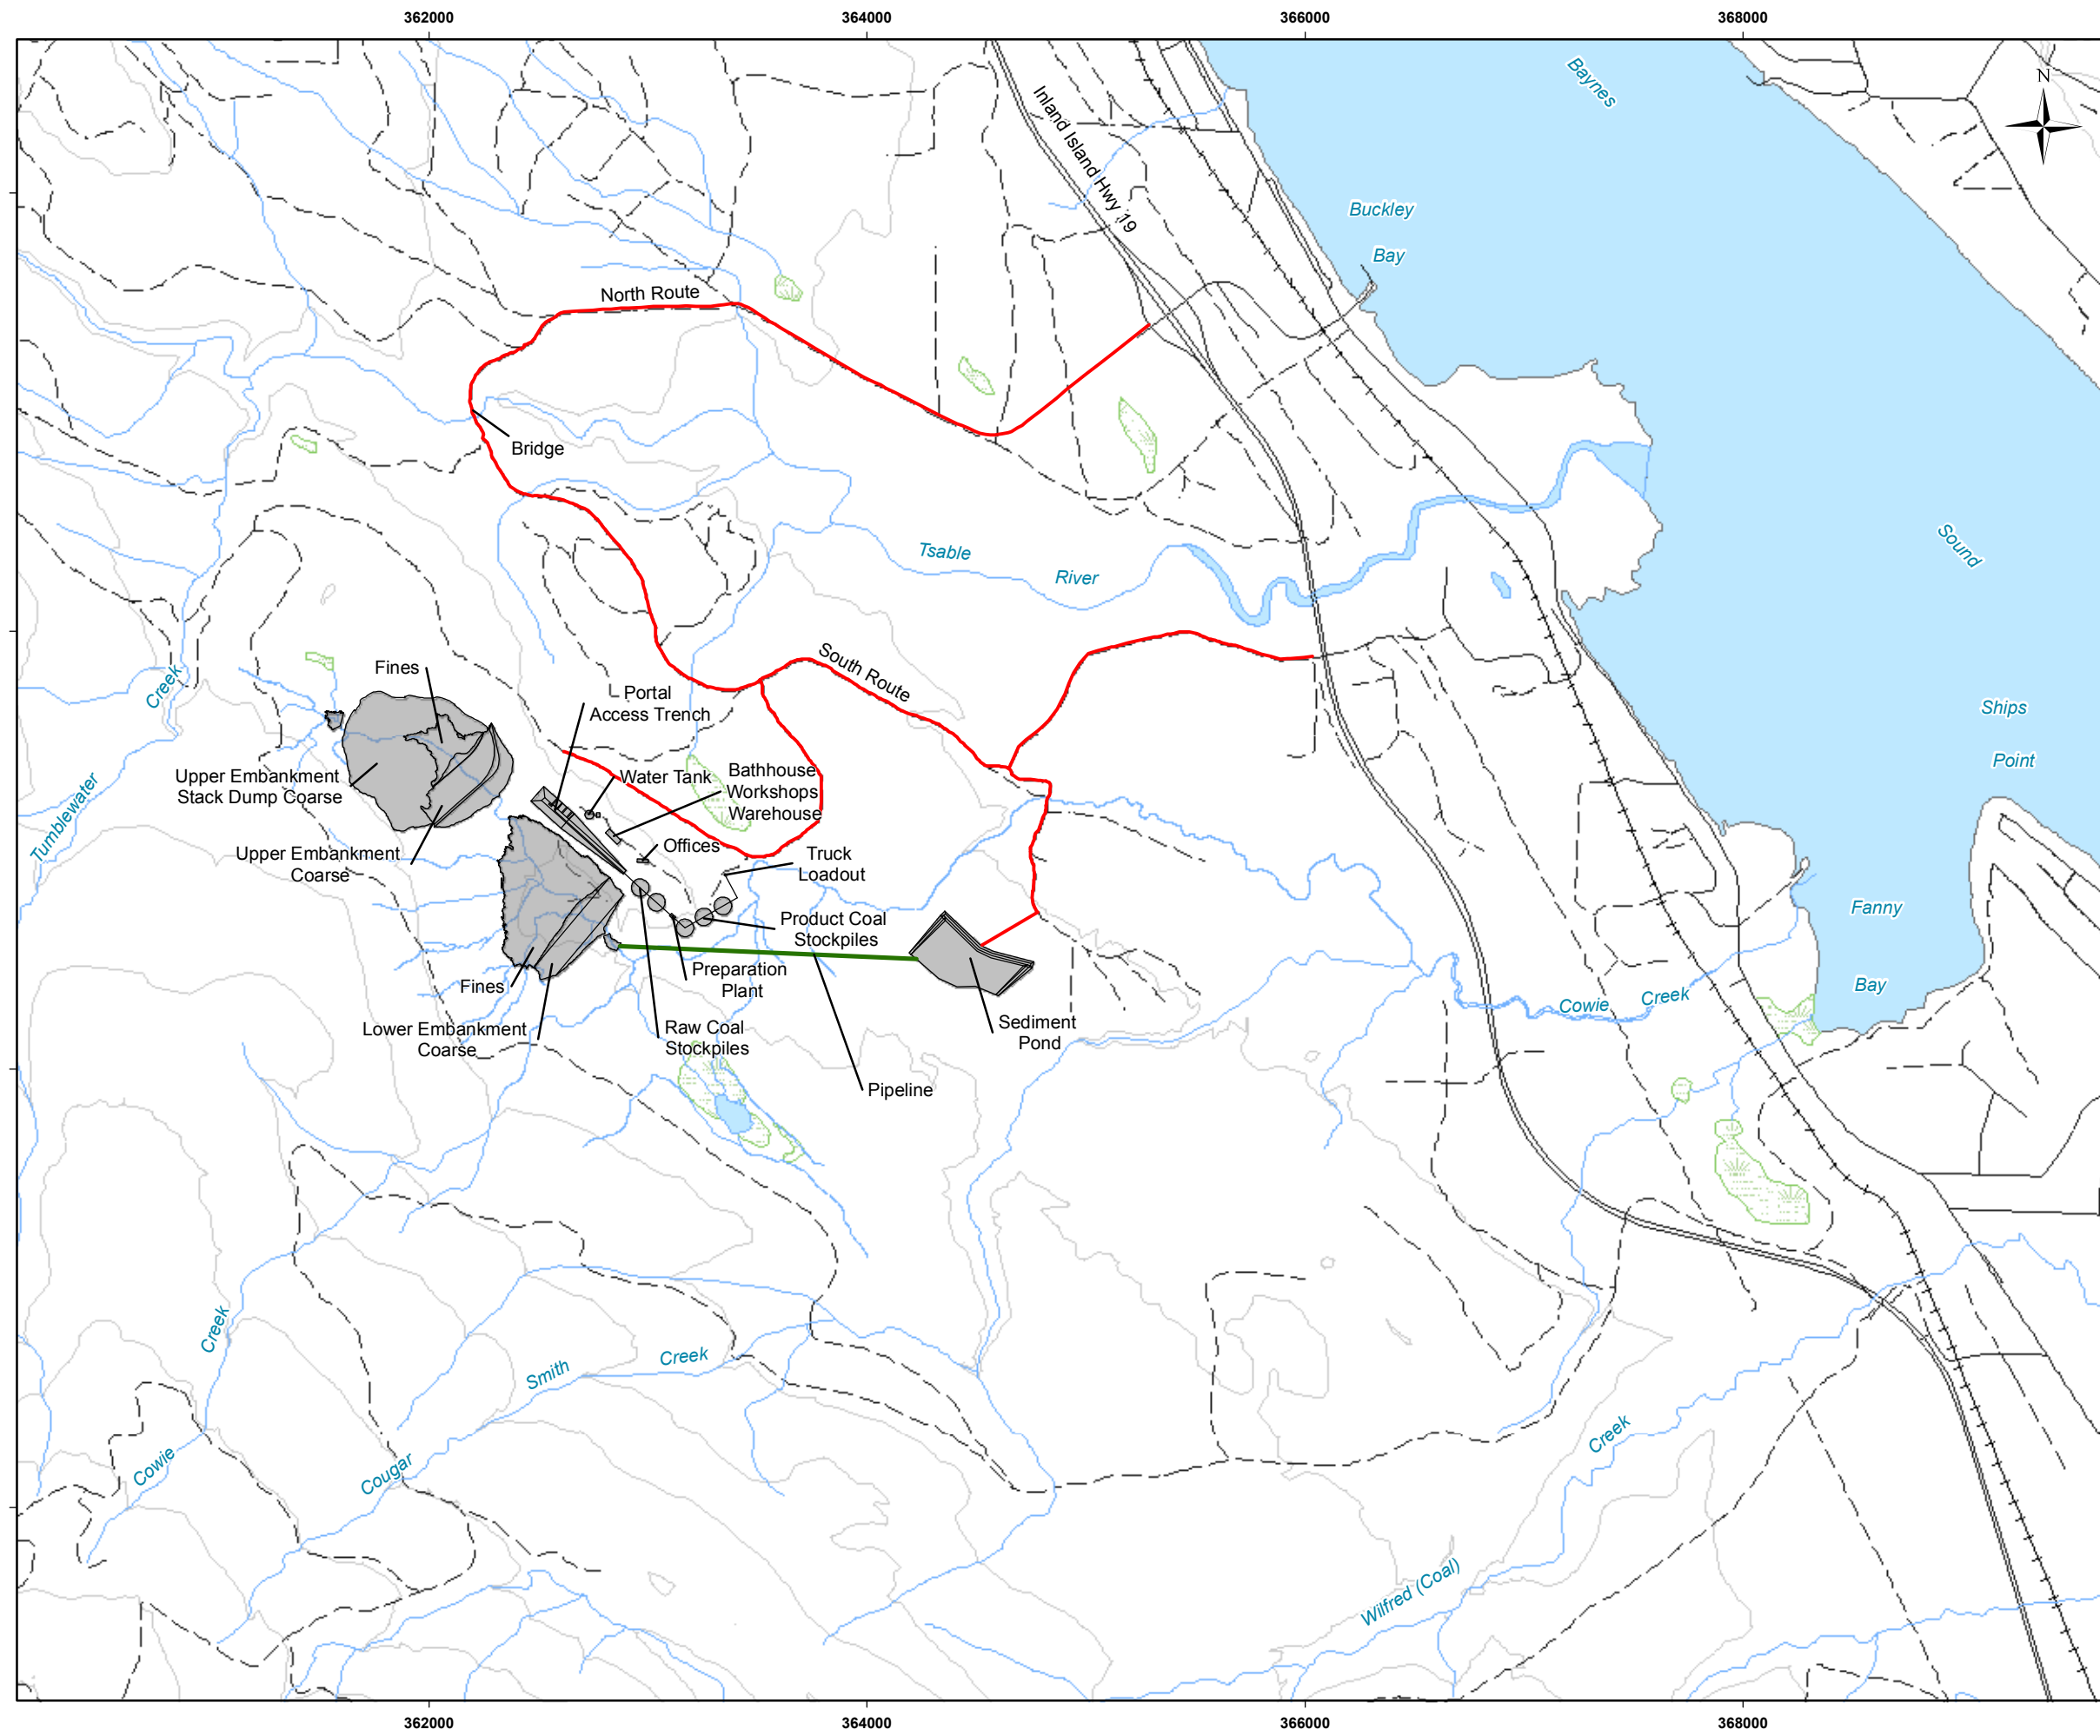 362000
364000
366000
368000
Baynes
N
Inland Island Hwy 19
Buckley
Bay
North Route
Bridge
Tsable
River
Sound
Fines
Creek
South Route
Portal
Access Trench
Ships
Point
Upper Embankment
Stack Dump Coarse
Water Tank
Bathhouse
Workshops
Warehouse
Tumblewater
Upper Embankment
Coarse
Offices
Truck
Loadout
Product Coal
Stockpiles
Fanny
Bay
Fines
Preparation
Plant
Cowie
Creek
Lower Embankment
Coarse
Raw Coal
Stockpiles
Sediment
Pond
Pipeline
Creek
Smith
Creek
Cowie
Cougar
Creek
Wilfred (Coal)
362000
364000
366000
368000